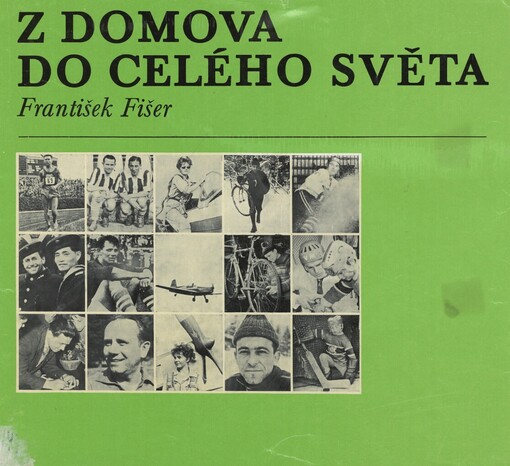 Z DOMOVA
DO CELÉHO SVĚTA
František Fišer